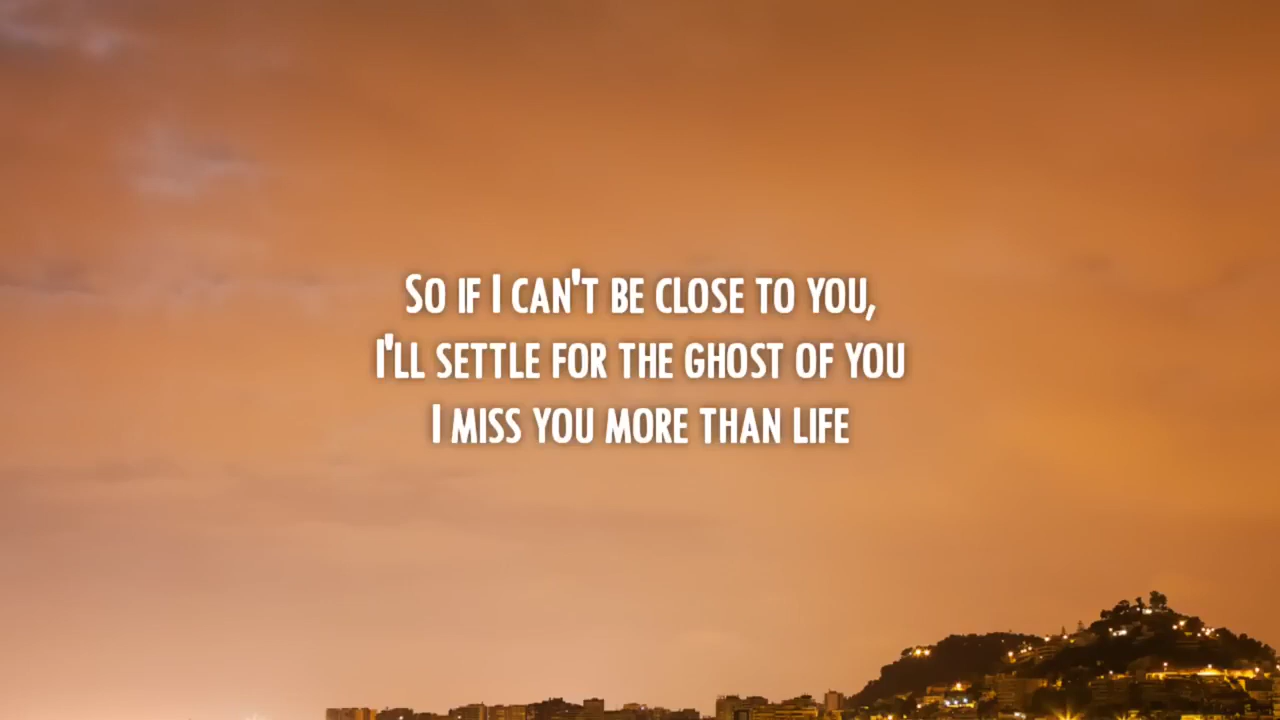 So if I can't be close to you,
I'll settle for the ghost of you
I miss you more than life